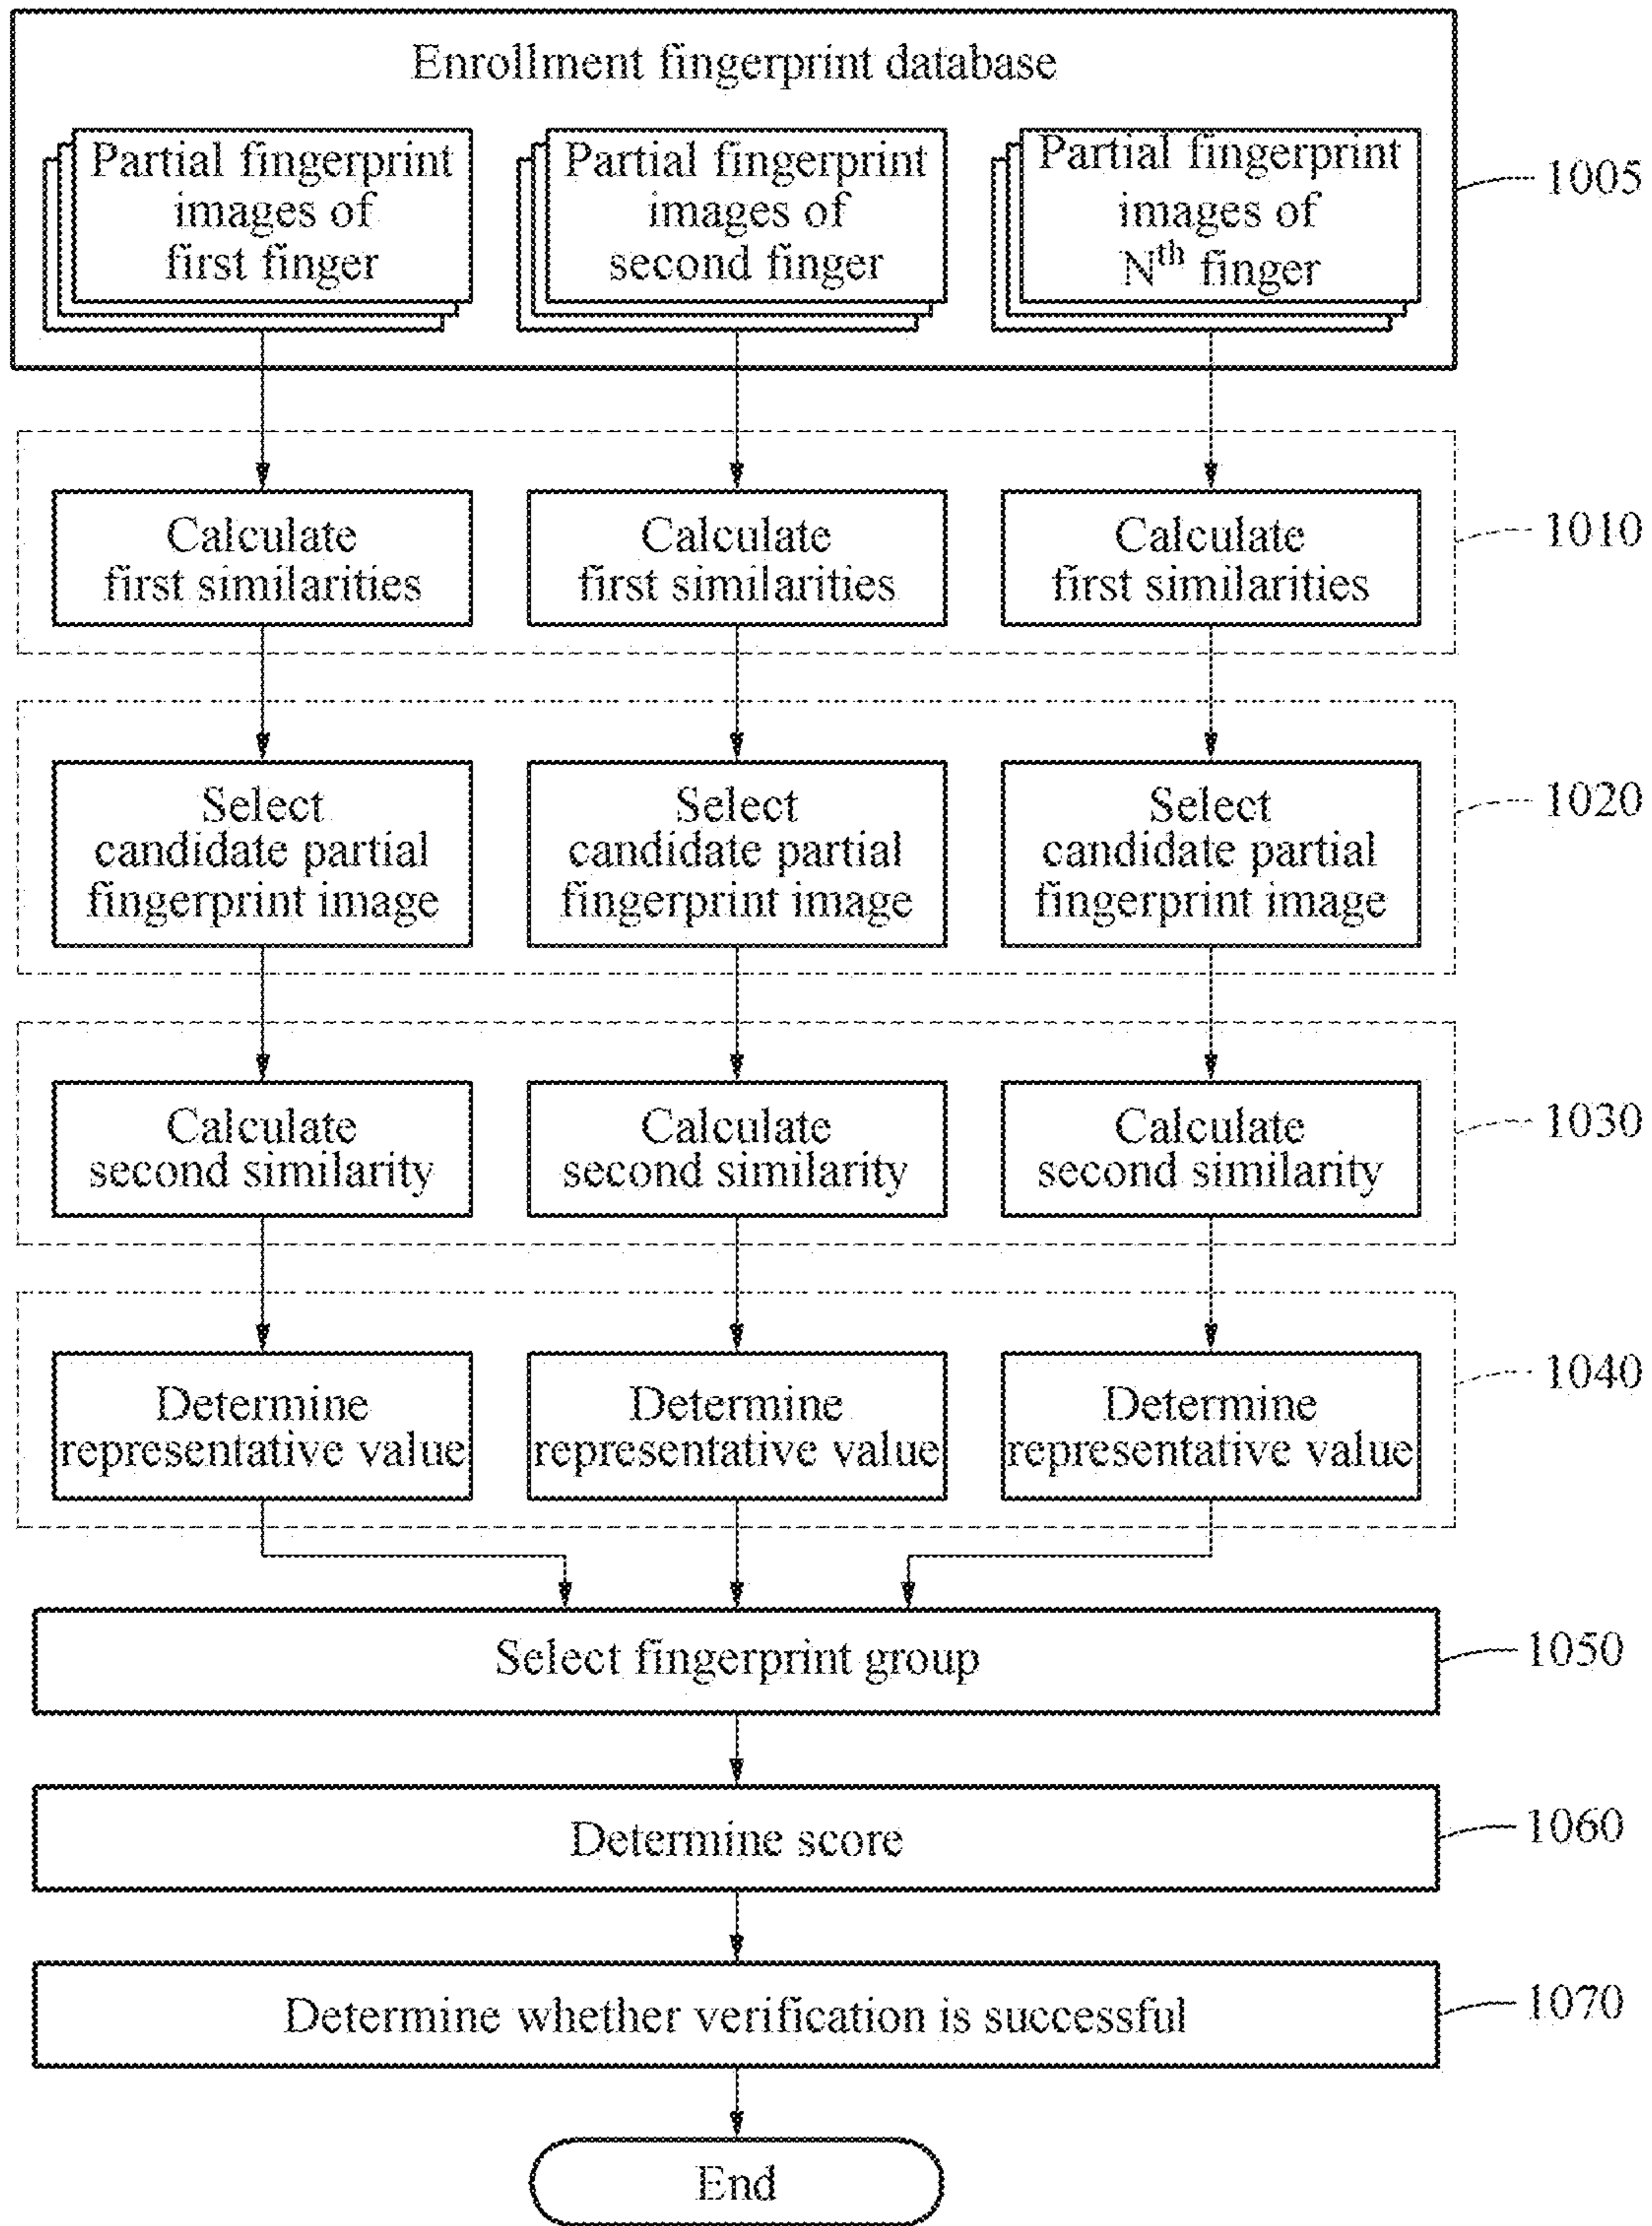 Enrollment fingerprint database
Partial fingerprint
images of
first finger
Partial fingerprint
images of
second finger
Partial fingerprint
images of
Nth finger
1005
Calculate
first similarities
Calculate
first similarities
Calculate
first similarities
1010
Select
candidate partial
fingerprint image
Select
candidate partial
fingerprint image
Select
candidate partial
fingerprint image
1020
Calculate
second similarity
Calculate
second similarity
Calculate
second similarity
1030
Determine
representative value
Determine
representative value
Determine
representative value
1040
Select fingerprint group
1050
Determine score
1060
Determine whether verification is successful
1070
End